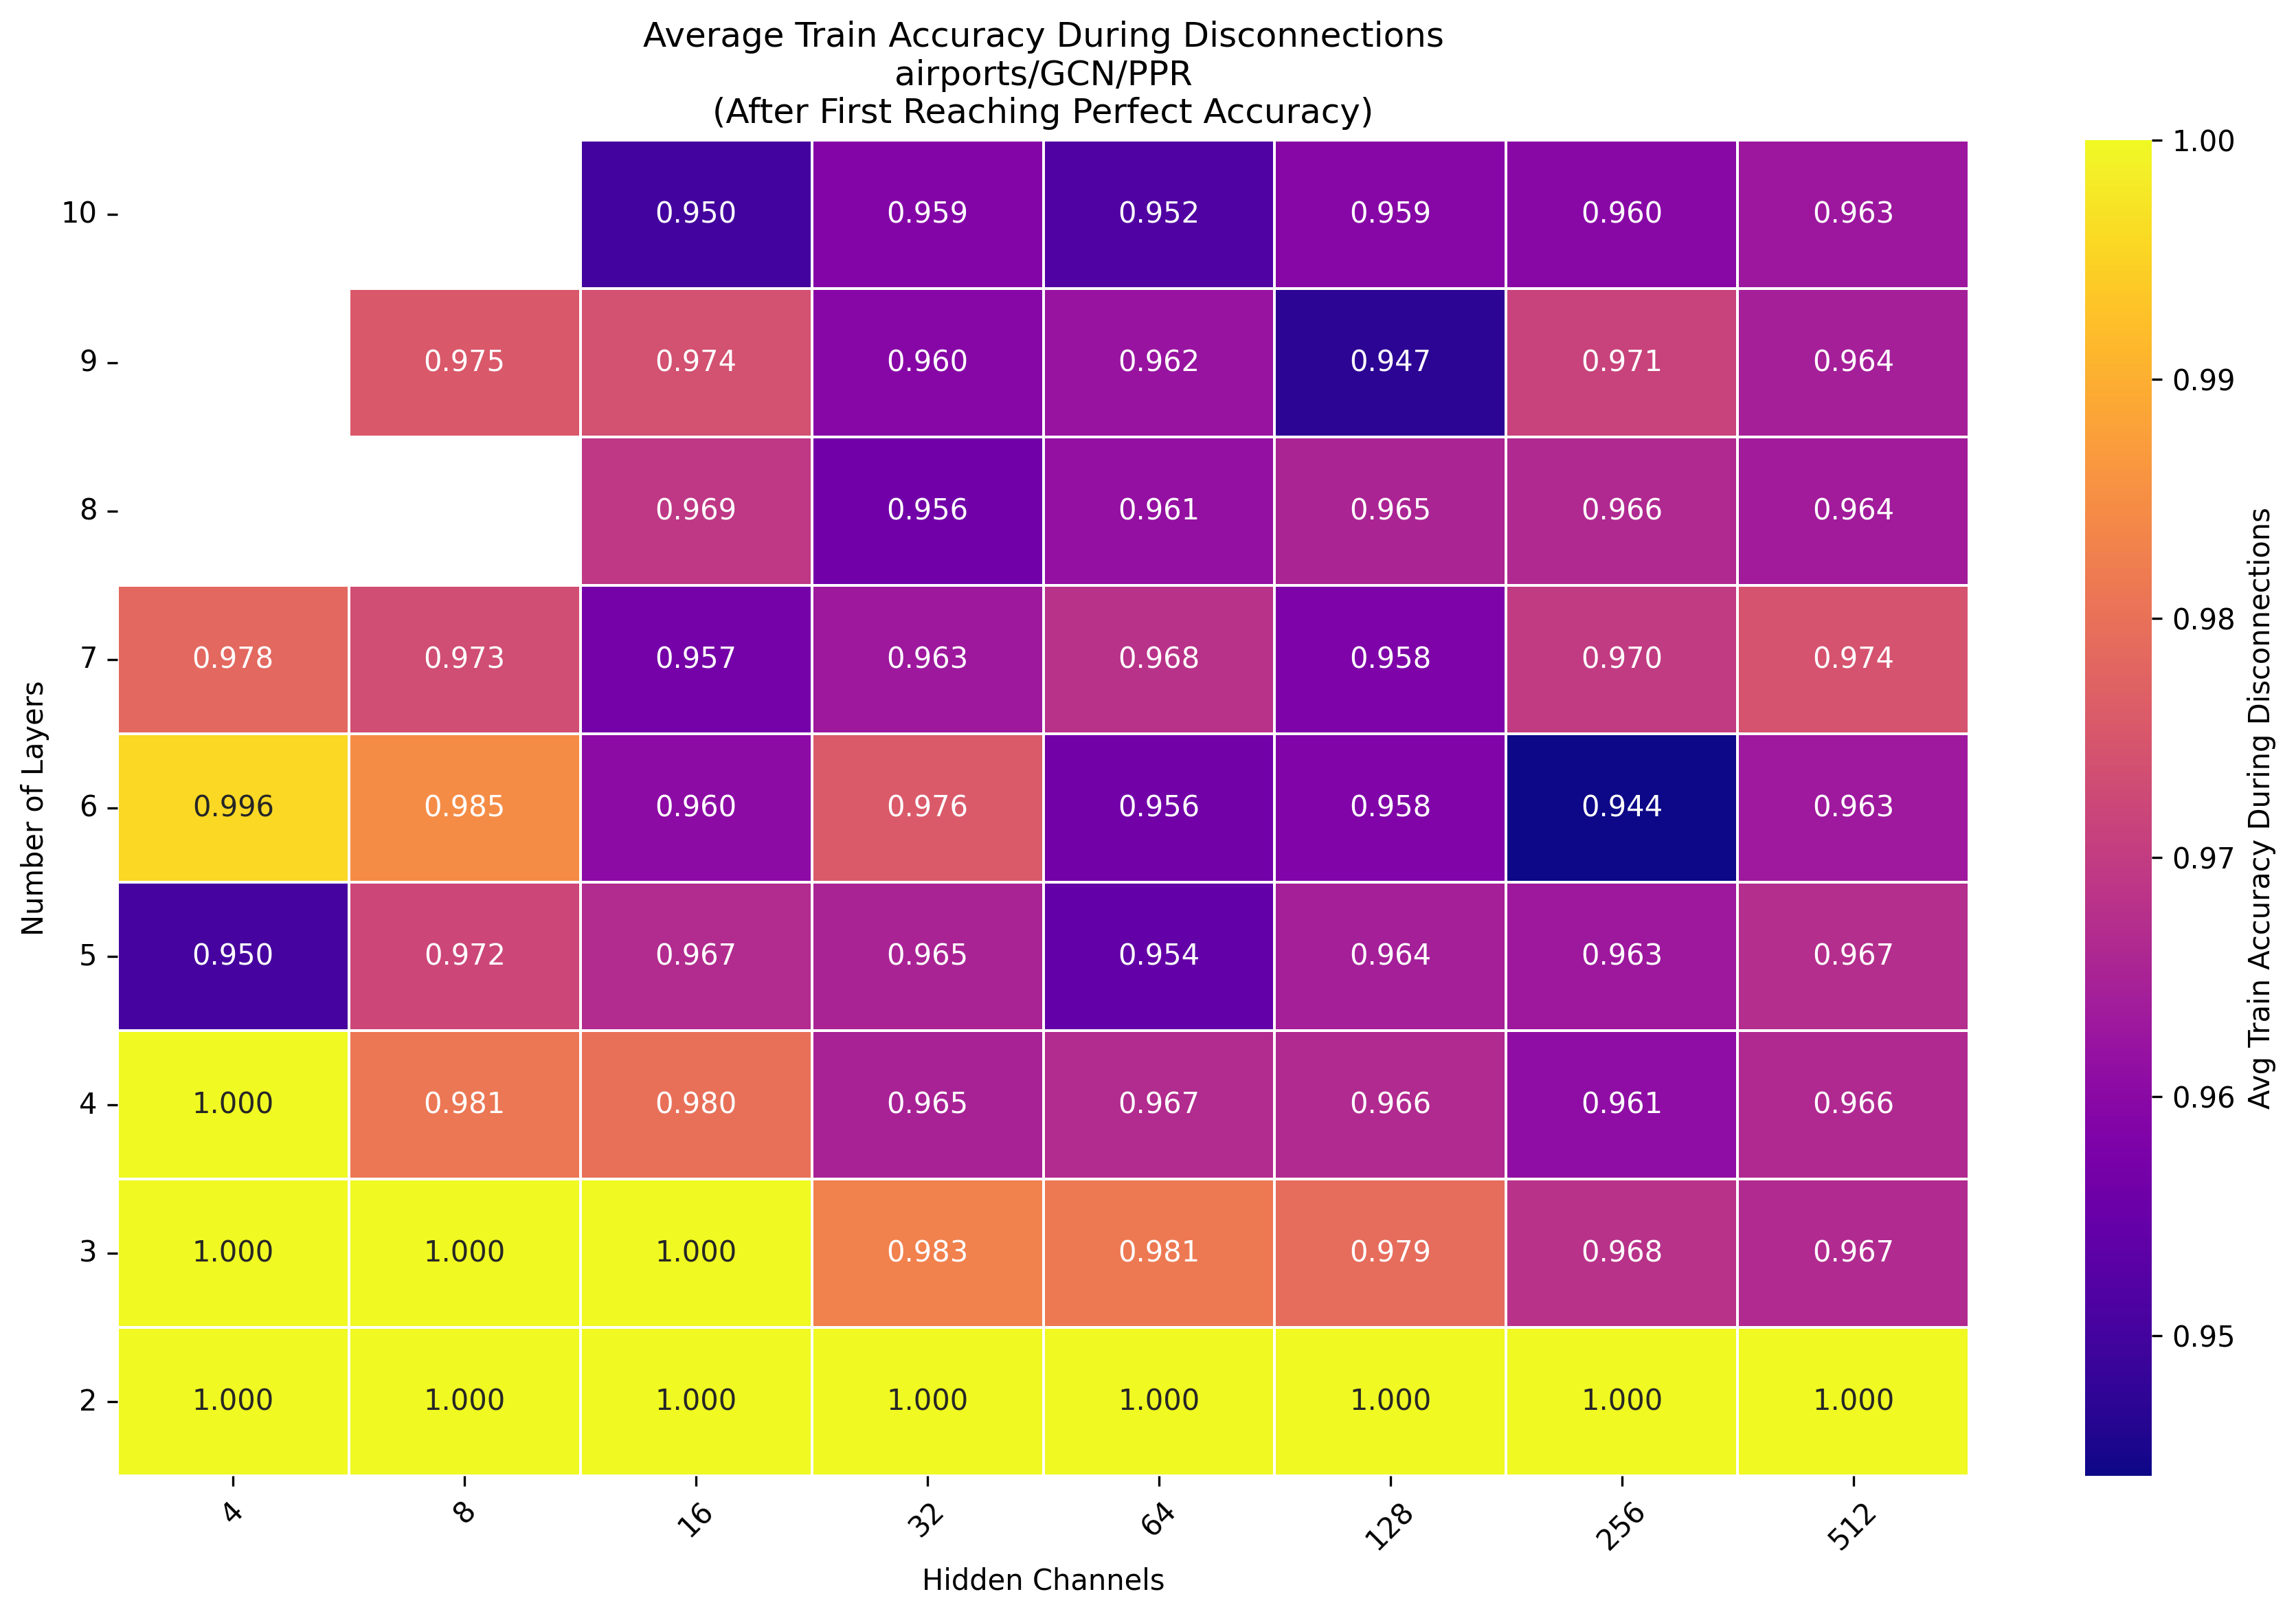 Average Train Accuracy During Disconnections
airports/GCN/PPR
(After First Reaching Perfect Accuracy)
Number of Layers
10 0.950 0.959 0.952 0.959 0.960 0.963
9 0.975 0.974 0.960 0.962 0.947 0.971 0.964
8 0.969 0.956 0.961 0.965 0.966 0.964
7 0.978 0.973 0.957 0.963 0.968 0.958 0.970 0.974
6 0.996 0.985 0.960 0.976 0.956 0.958 0.944 0.963
5 0.950 0.972 0.967 0.965 0.954 0.964 0.963 0.967
4 1.000 0.981 0.980 0.965 0.967 0.966 0.961 0.966
3 1.000 1.000 1.000 0.983 0.981 0.979 0.968 0.967
2 1.000 1.000 1.000 1.000 1.000 1.000 1.000 1.000
4 8 16 32 64 128 256 512
Hidden Channels
1.00
0.99
0.98
0.97
0.96
0.95
Avg Train Accuracy During Disconnections